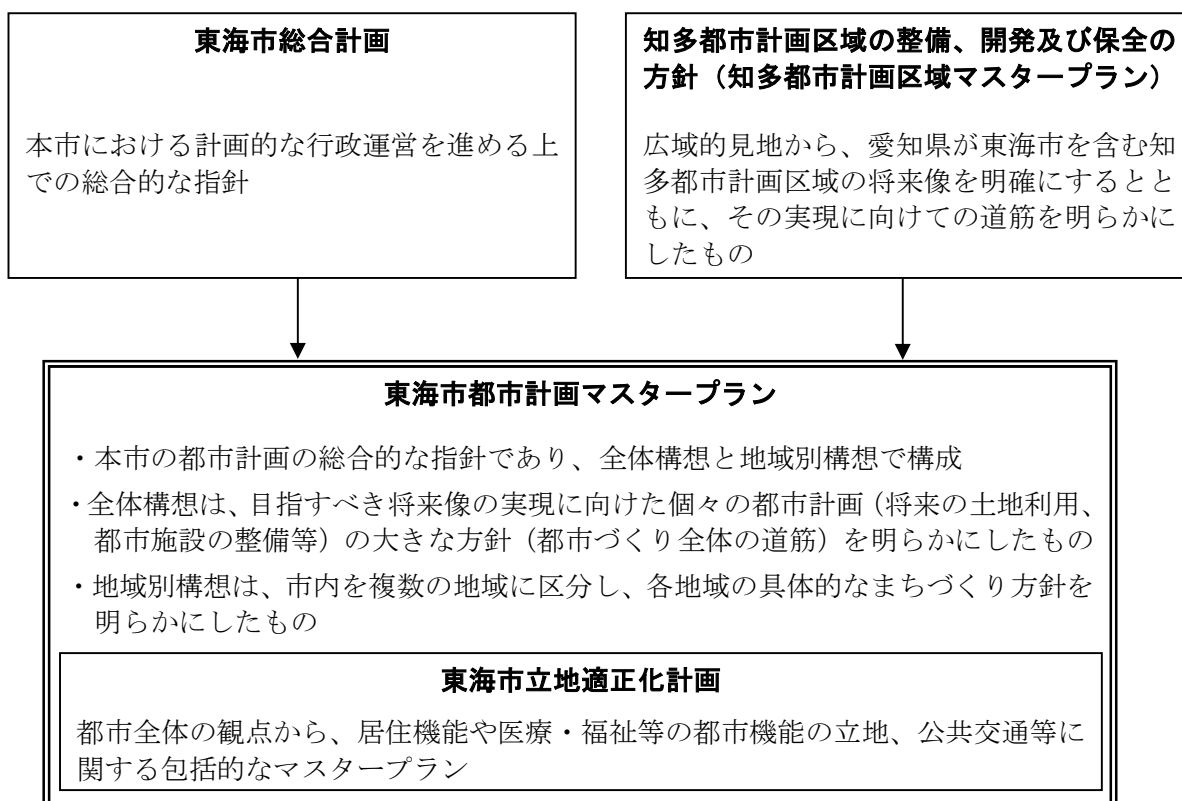 東海市総合計画
本市における計画的な行政運営を進める上
での総合的な指針
知多都市計画区域の整備、開発及び保全の
方針（知多都市計画区域マスタープラン）
広域的見地から、愛知県が東海市を含む知
多都市計画区域の将来像を明確にするとと
もに、その実現に向けての道筋を明らかに
したもの
東海市都市計画マスタープラン
・本市の都市計画の総合的な指針であり、全体構想と地域別構想で構成
・全体構想は、目指すべき将来像の実現に向けた個々の都市計画（将来の土地利用、
都市施設の整備等）の大きな方針（都市づくり全体の道筋）を明らかにしたもの
・地域別構想は、市内を複数の地域に区分し、各地域の具体的なまちづくり方針を
明らかにしたもの
東海市立地適正化計画
都市全体の観点から、居住機能や医療・福祉等の都市機能の立地、公共交通等に
関する包括的なマスタープラン